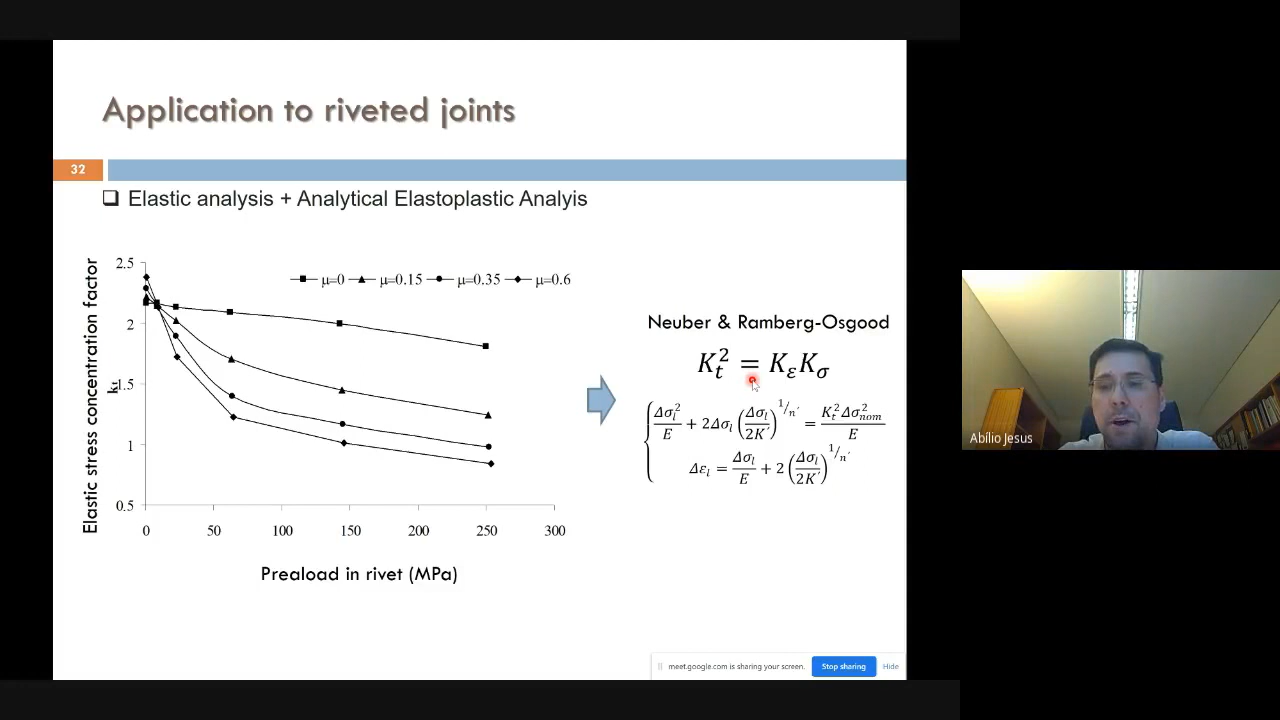 Application to riveted joints
32
❑ Elastic analysis + Analytical Elastoplastic Analyis
Elastic stress concentration factor
kt
2.5
2
1.5
1
0.5
0 50 100 150 200 250 300
μ=0 μ=0.15 μ=0.35 μ=0.6
Preaload in rivet (MPa)
Neuber & Ramberg-Osgood
K_t^2 = K_ε K_σ
Δσ_l^2/E + 2Δσ_l (Δσ_l/2K')^{1/n'} = K_t^2 Δσ_nom^2/E
Δε_l = Δσ_l/E + 2 (Δσ_l/2K')^{1/n'}
meet.google.com is sharing your screen. Stop sharing Hide
Abílio Jesus